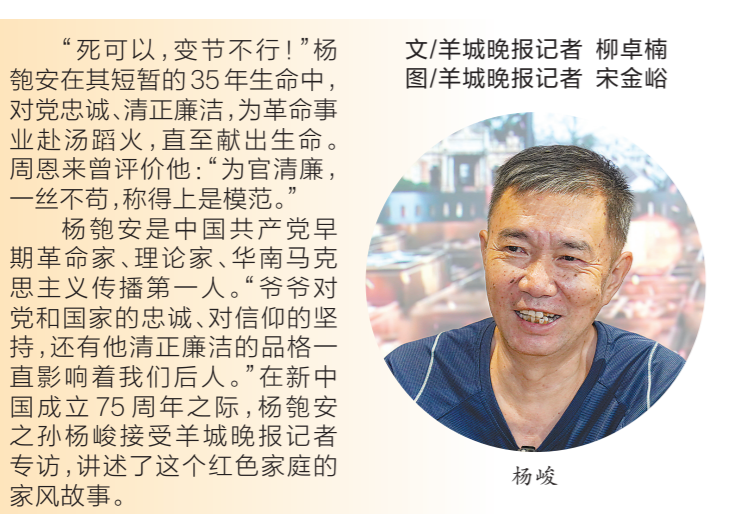 “死可以，变节不行！”杨
匏安在其短暂的35年生命中，
对党忠诚、清正廉洁，为革命事
业赴汤蹈火，直至献出生命。
周恩来曾评价他：“为官清廉，
一丝不苟，称得上是模范。”
杨匏安是中国共产党早
期革命家、理论家、华南马克
思主义传播第一人。“爷爷对
党和国家的忠诚、对信仰的坚
持，还有他清正廉洁的品格一
直影响着我们后人。”在新中
国成立75周年之际，杨匏安
之孙杨峻接受羊城晚报记者
专访，讲述了这个红色家庭的
家风故事。
文/羊城晚报记者 柳卓楠
图/羊城晚报记者 宋金峪
杨峻